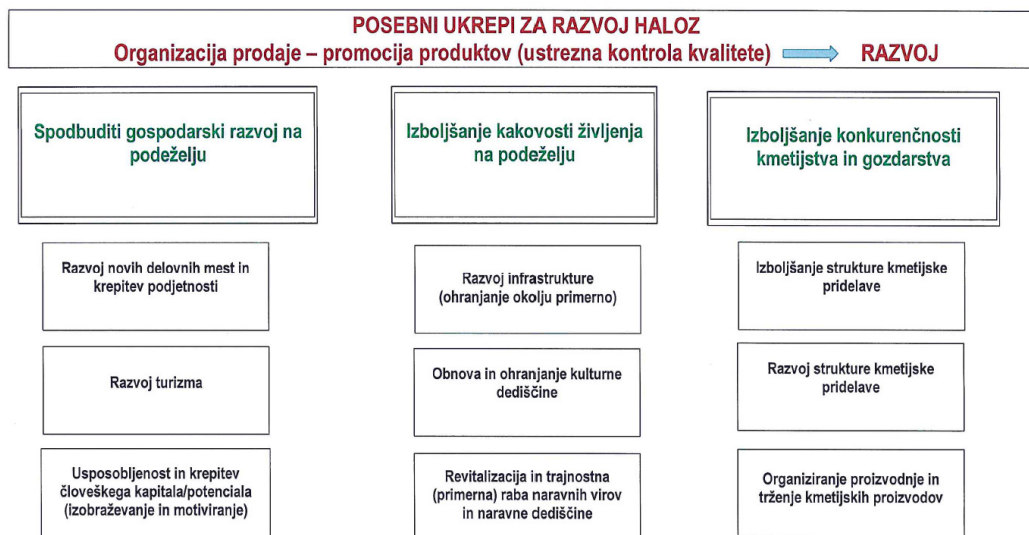 POSEBNI UKREPI ZA RAZVOJ HALOZ
Organizacija prodaje – promocija produktov (ustrezna kontrola kvalitete) RAZVOJ
Spodbuditi gospodarski razvoj na
podeželju
Razvoj novih delovnih mest in
krepitev podjetnosti
Razvoj turizma
Usposobljenost in krepitev
človeškega kapitala/potenciala
(izobraževanje in motiviranje)
Izboljšanje kakovosti življenja
na podeželju
Razvoj infrastrukture
(ohranjanje okolju primerno)
Obnova in ohranjanje kulturne
dediščine
Revitalizacija in trajnostna
(primerna) raba naravnih virov
in naravne dediščine
Izboljšanje konkurenčnosti
kmetijstva in gozdarstva
Izboljšanje strukture kmetijske
pridelave
Razvoj strukture kmetijske
pridelave
Organiziranje proizvodnje in
trženje kmetijskih proizvodov